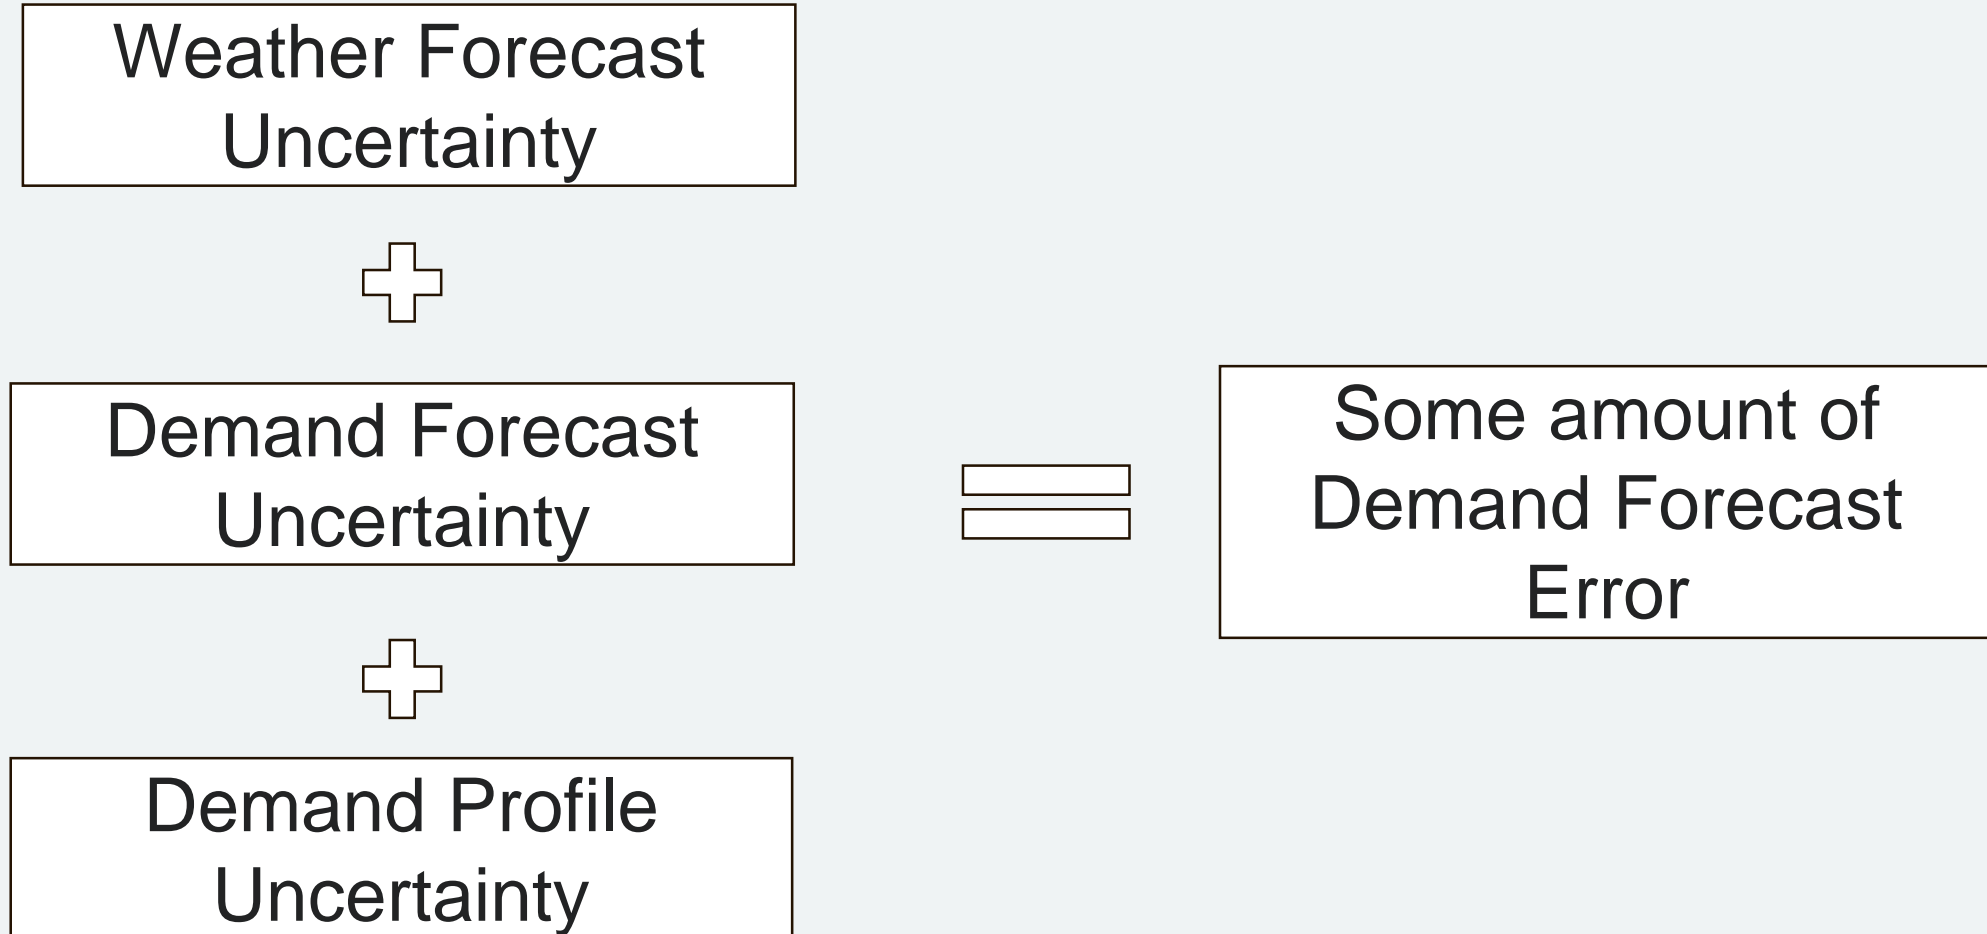 Weather Forecast
Uncertainty
Demand Forecast
Uncertainty
Some amount of
Demand Forecast
Error
Demand Profile
Uncertainty